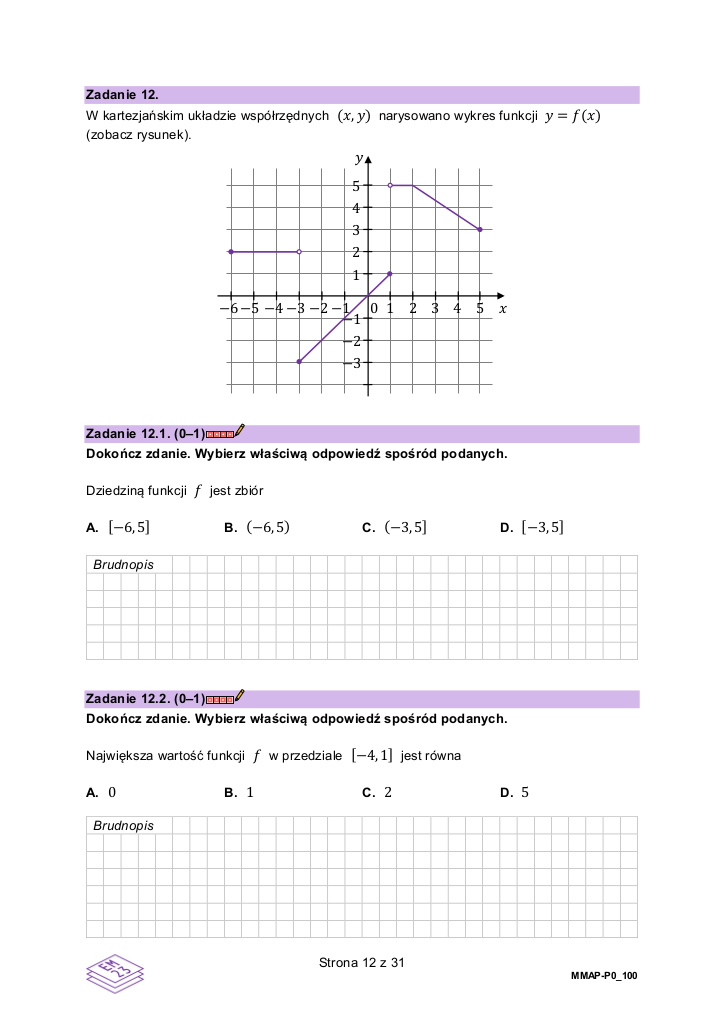 Zadanie 12.
W kartezjańskim układzie współrzędnych (x, y) narysowano wykres funkcji y = f(x)
(zobacz rysunek).
y
5
4
3
2
1
−6 −5 −4 −3 −2 −1 0 1 2 3 4 5 x
−1
−2
−3
Zadanie 12.1. (0–1)
Dokończ zdanie. Wybierz właściwą odpowiedź spośród podanych.
Dziedziną funkcji f jest zbiór
A. [−6, 5] B. (−6, 5) C. (−3, 5] D. [−3, 5]
Brudnopis
Zadanie 12.2. (0–1)
Dokończ zdanie. Wybierz właściwą odpowiedź spośród podanych.
Największa wartość funkcji f w przedziale [−4, 1] jest równa
A. 0 B. 1 C. 2 D. 5
Brudnopis
EM
23
Strona 12 z 31
MMAP-P0_100